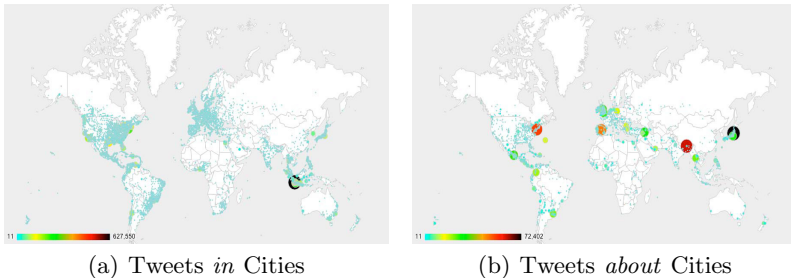 11 627,550
11 72,402
(a) Tweets in Cities
(b) Tweets about Cities